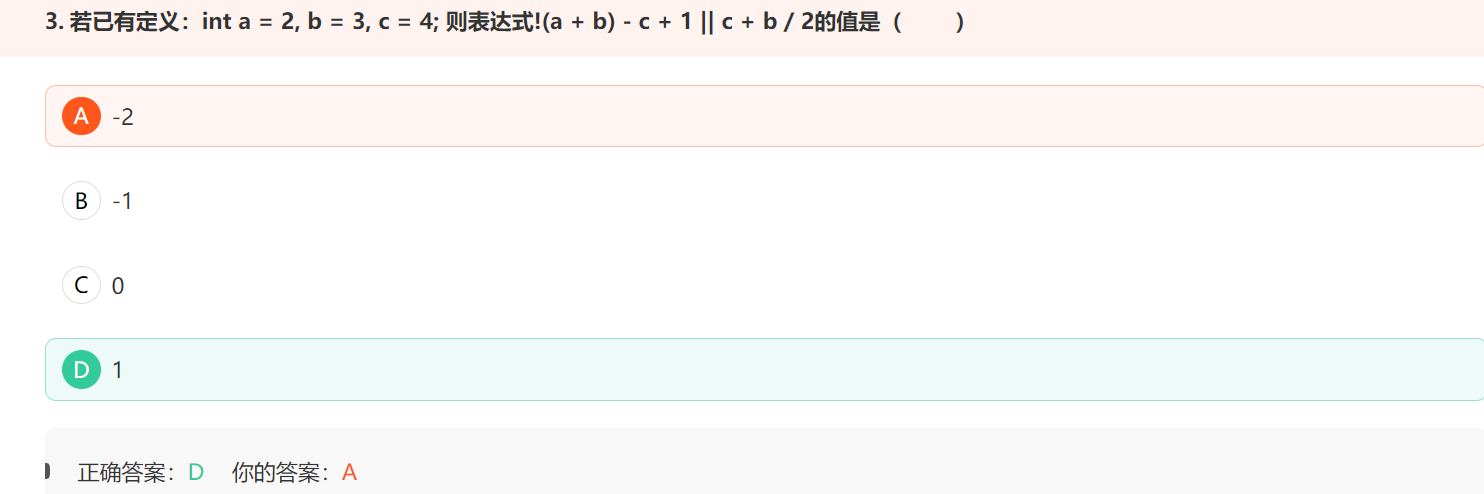 3. 若已有定义：int a = 2, b = 3, c = 4; 则表达式!(a + b) - c + 1 || c + b / 2的值是（　　）
A -2
B -1
C 0
D 1
正确答案：D 你的答案：A